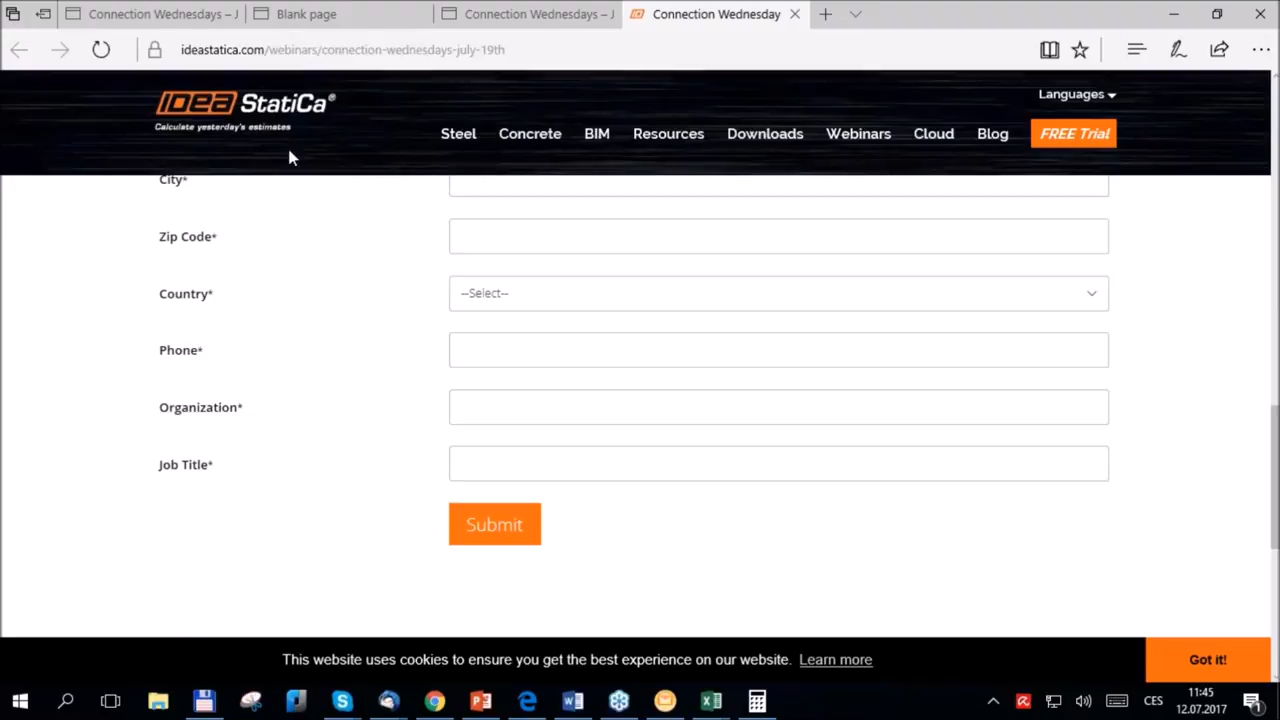 Connection Wednesdays – J
Blank page
Connection Wednesdays – J
Connection Wednesday
ideastatica.com/webinars/connection-wednesdays-july-19th
IDEA StatiCa®
Calculate yesterday's estimates
Languages
Steel
Concrete
BIM
Resources
Downloads
Webinars
Cloud
Blog
FREE Trial
City*
Zip Code*
Country*
--Select--
Phone*
Organization*
Job Title*
Submit
This website uses cookies to ensure you get the best experience on our website. Learn more
Got it!
CES
11:45
12.07.2017
1